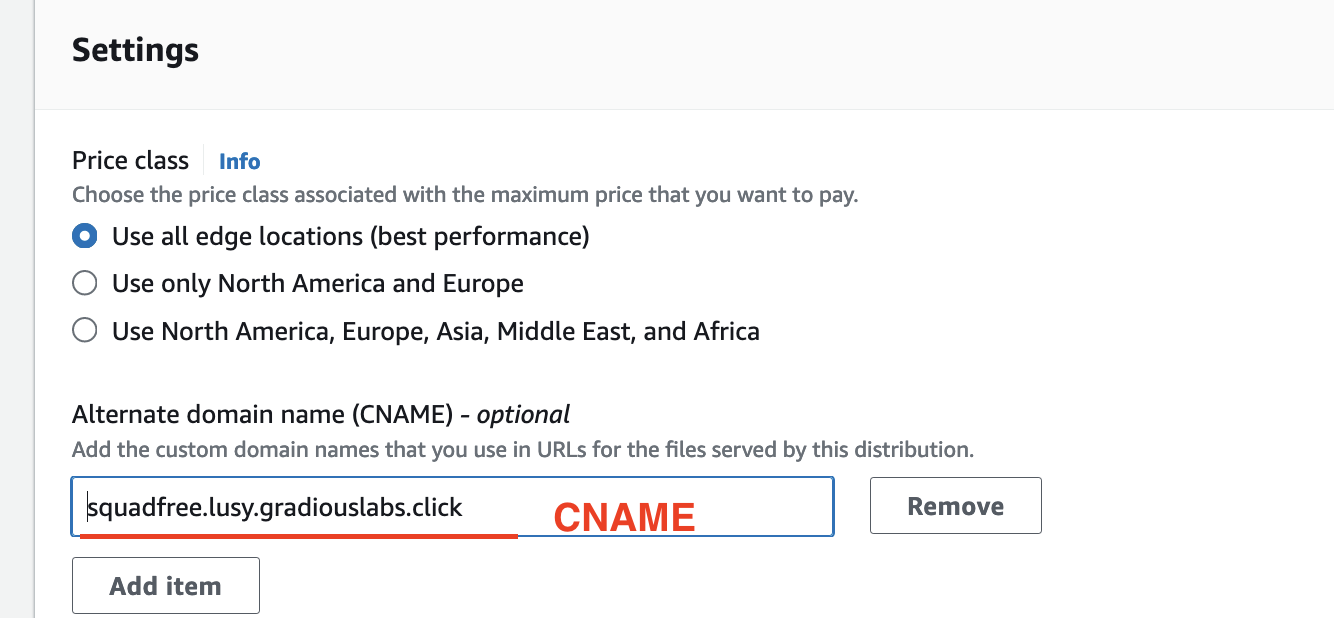 Settings
Price class Info
Choose the price class associated with the maximum price that you want to pay.
Use all edge locations (best performance)
Use only North America and Europe
Use North America, Europe, Asia, Middle East, and Africa
Alternate domain name (CNAME) - optional
Add the custom domain names that you use in URLs for the files served by this distribution.
squadfree.lusy.gradiouslabs.click CNAME Remove
Add item